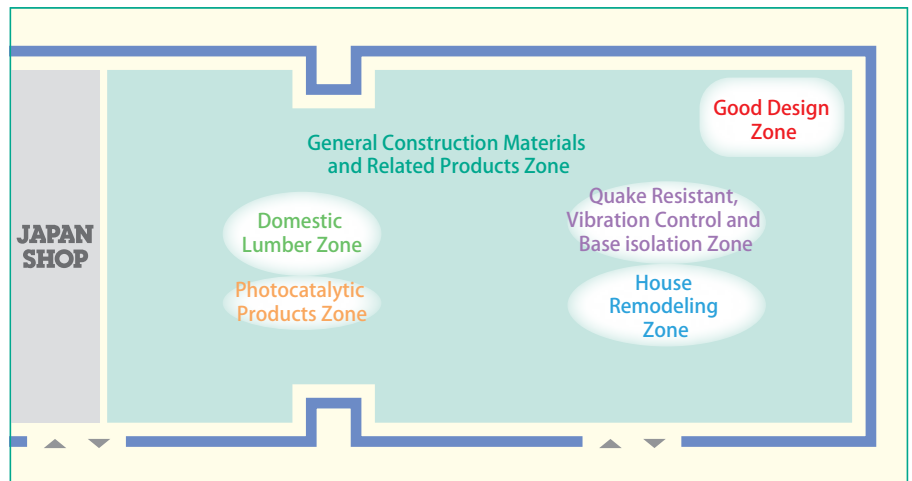 Good Design
Zone
General Construction Materials
and Related Products Zone
Quake Resistant,
Vibration Control and
Base isolation Zone
Domestic
Lumber Zone
JAPAN
SHOP
Photocatalytic
Products Zone
House
Remodeling
Zone